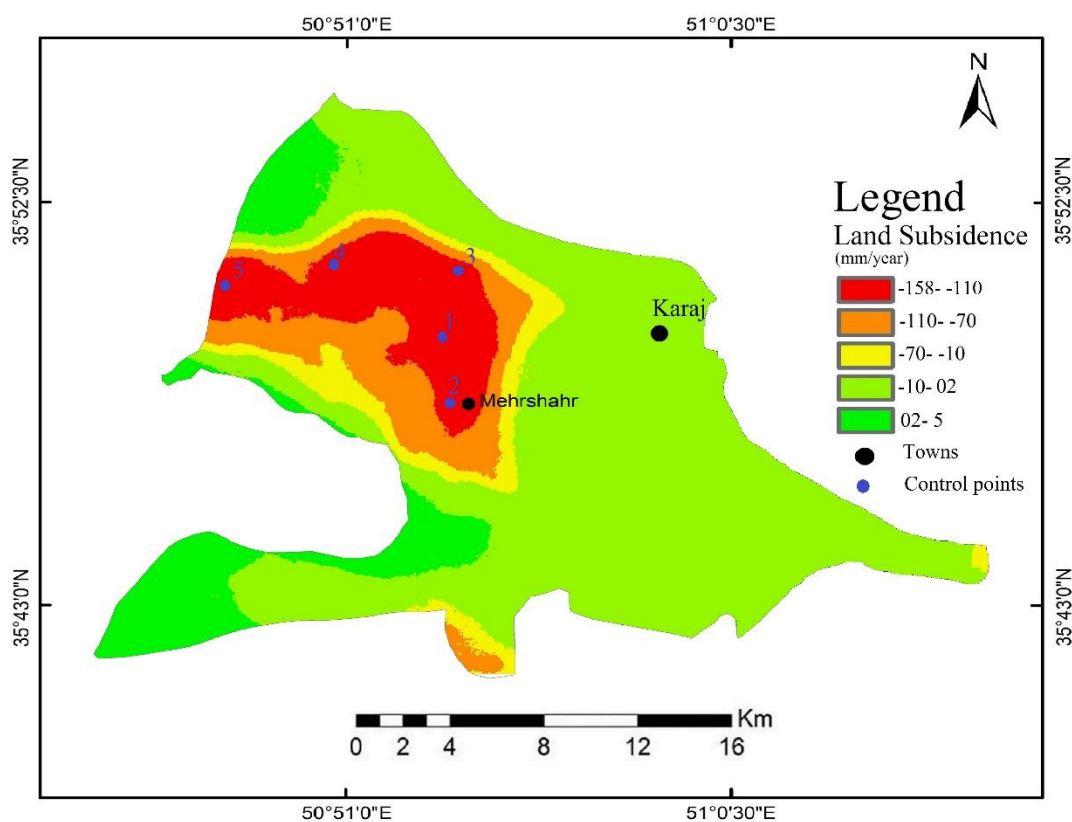 50°51'0"E
51°0'30"E
N
35°52'30"N
35°52'30"N
Legend
Land Subsidence
(mm/year)
-158- -110
-110- -70
-70- -10
-10- 02
02- 5
Towns
Control points
5
4
3
1
2
Karaj
Mehrshahr
35°43'0"N
35°43'0"N
Km
0 2 4 8 12 16
50°51'0"E
51°0'30"E